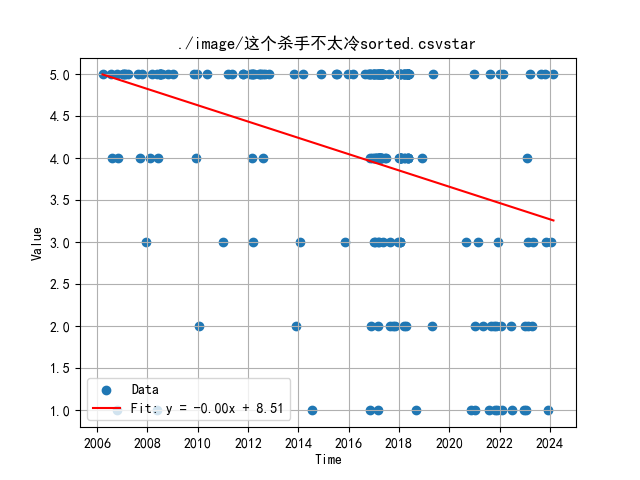 ./image/这个杀手不太冷sorted.csvstar
5.0
4.5
4.0
3.5
3.0
2.5
2.0
1.5
1.0
Value
Data
Fit: y = -0.00x + 8.51
2006 2008 2010 2012 2014 2016 2018 2020 2022 2024
Time